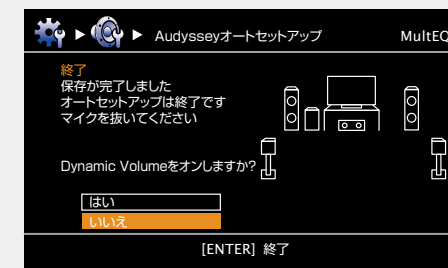 Audysseyオートセットアップ MultEQ
終了
保存が完了しました
オートセットアップは終了です
マイクを抜いてください
Dynamic Volumeをオンしますか?
はい
いいえ
[ENTER] 終了